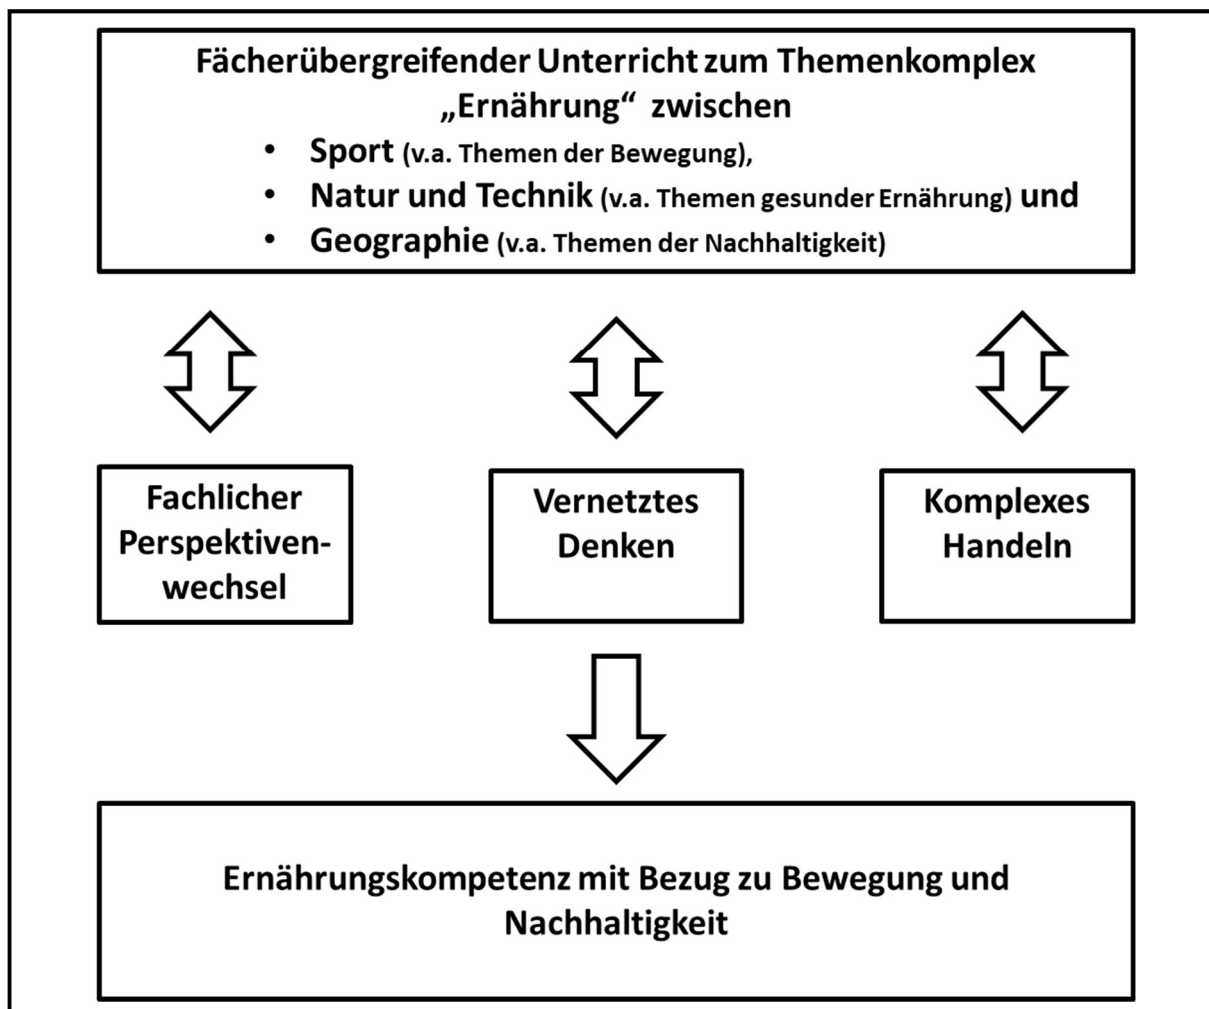 Fächerübergreifender Unterricht zum Themenkomplex
„Ernährung“ zwischen
• Sport (v.a. Themen der Bewegung),
• Natur und Technik (v.a. Themen gesunder Ernährung) und
• Geographie (v.a. Themen der Nachhaltigkeit)
Fachlicher
Perspektiven-
wechsel
Vernetztes
Denken
Komplexes
Handeln
Ernährungskompetenz mit Bezug zu Bewegung und
Nachhaltigkeit